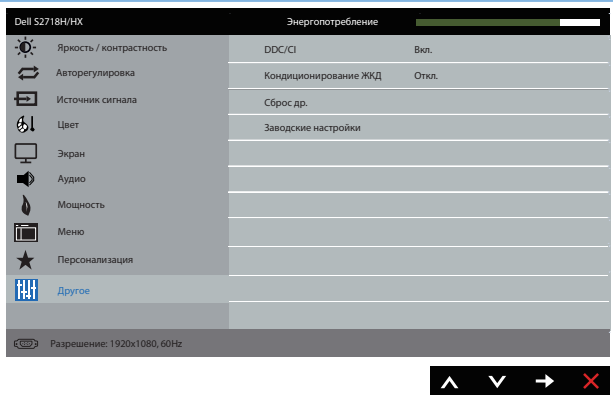 Dell S2718H/HX Энергопотребление
Яркость / контрастность
Авторегулировка
Источник сигнала
Цвет
Экран
Аудио
Мощность
Меню
Персонализация
Другое
DDC/CI Вкл.
Кондиционирование ЖКД Откл.
Сброс др.
Заводские настройки
Разрешение: 1920x1080, 60Hz